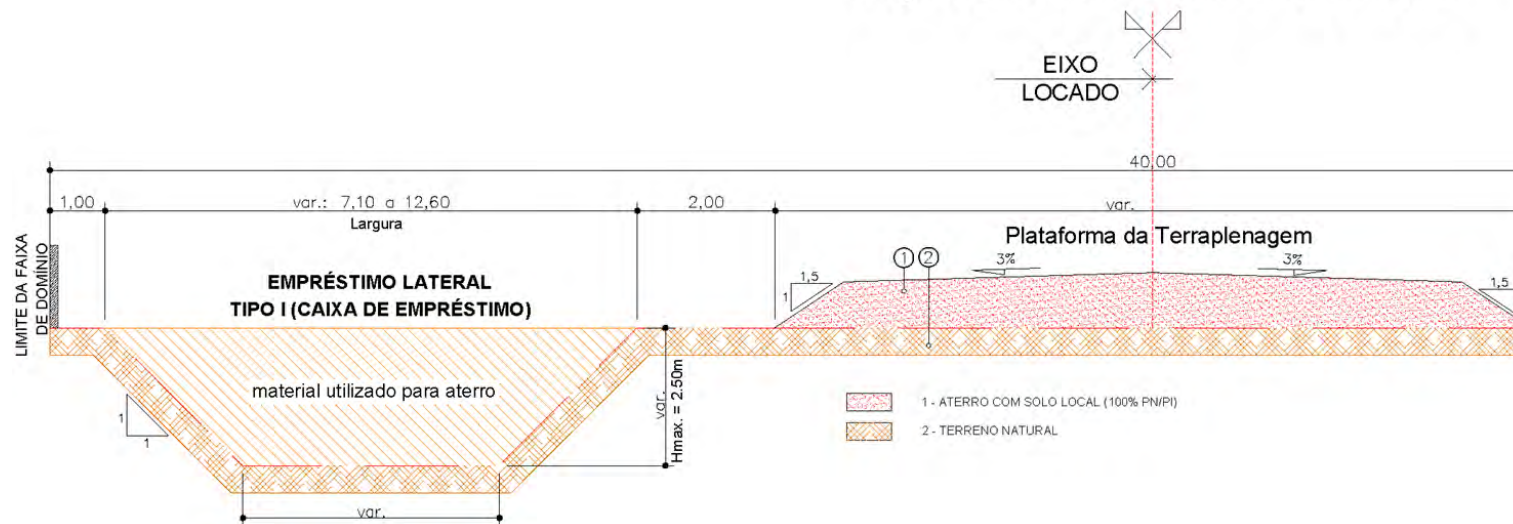 EIXO
LOCADO
40,00
1,00
var.: 7,10 a 12,60
2,00
var.
Largura
LIMITE DA FAIXA
DE DOMÍNIO
EMPRÉSTIMO LATERAL
TIPO I (CAIXA DE EMPRÉSTIMO)
Plataforma da Terraplenagem
1 2
3%
3%
1,5
1
1,5
material utilizado para aterro
var.
Hmax. = 2.50m
1
1
var.
1 - ATERRO COM SOLO LOCAL (100% PN/PI)
2 - TERRENO NATURAL